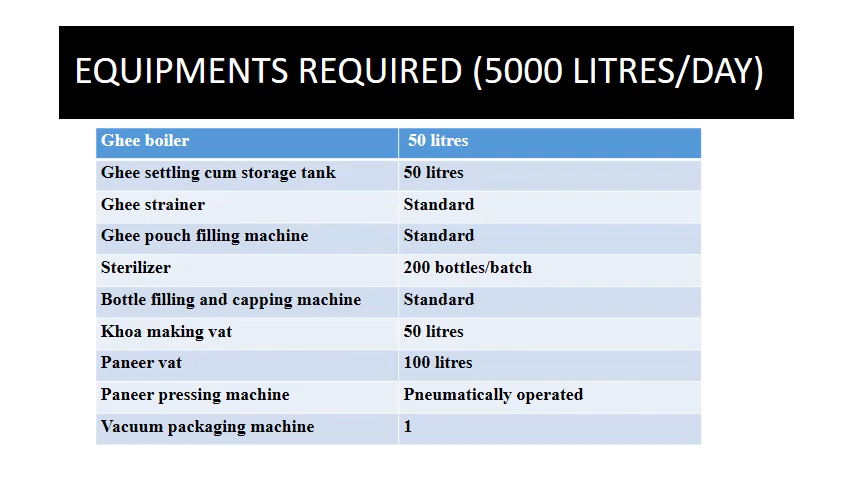 EQUIPMENTS REQUIRED (5000 LITRES/DAY)
Ghee boiler 50 litres
Ghee settling cum storage tank 50 litres
Ghee strainer Standard
Ghee pouch filling machine Standard
Sterilizer 200 bottles/batch
Bottle filling and capping machine Standard
Khoa making vat 50 litres
Paneer vat 100 litres
Paneer pressing machine Pneumatically operated
Vacuum packaging machine 1